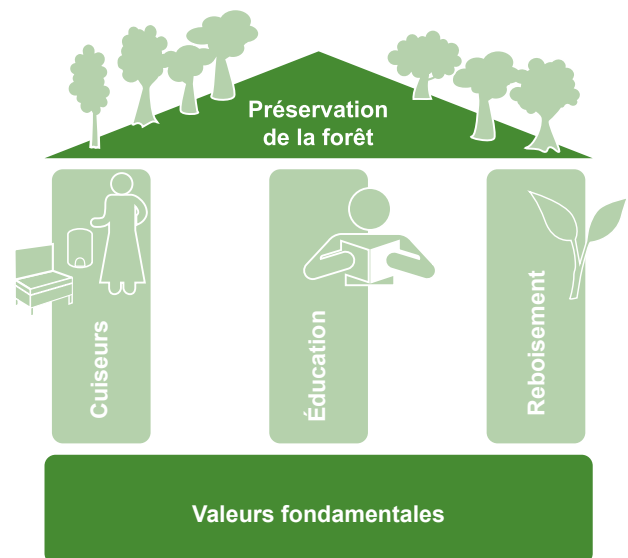 Préservation
de la forêt
Cuiseurs
Éducation
Reboisement
Valeurs fondamentales